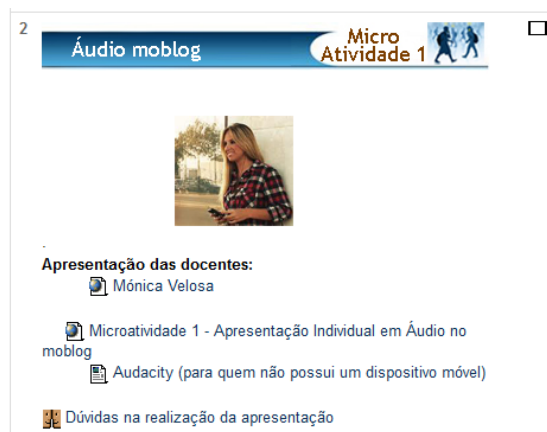 2
Áudio moblog
Micro
Atividade 1
.
Apresentação das docentes:
Mónica Velosa
Microatividade 1 - Apresentação Individual em Áudio no
moblog
Audacity (para quem não possui um dispositivo móvel)
Dúvidas na realização da apresentação